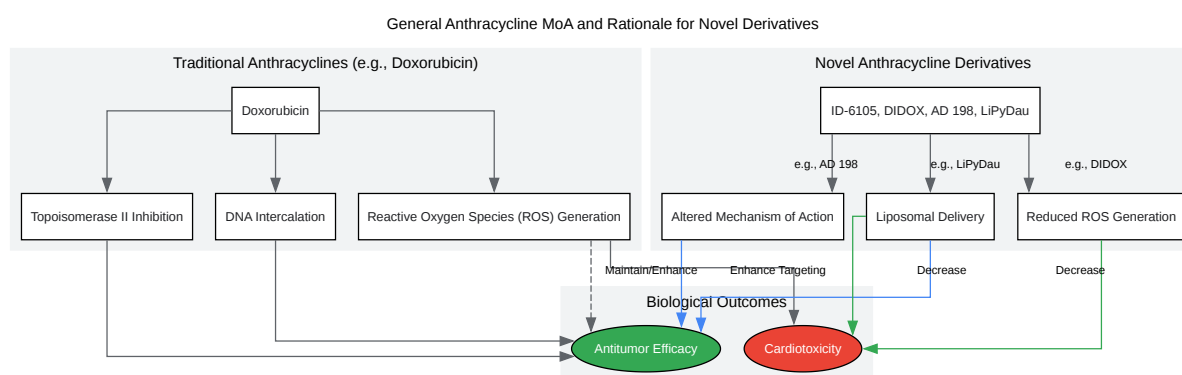 General Anthracycline MoA and Rationale for Novel Derivatives
Traditional Anthracyclines (e.g., Doxorubicin)
Novel Anthracycline Derivatives
Doxorubicin
ID-6105, DIDOX, AD 198, LiPyDau
e.g., AD 198
e.g., LiPyDau
e.g., DIDOX
Topoisomerase II Inhibition
DNA Intercalation
Reactive Oxygen Species (ROS) Generation
Altered Mechanism of Action
Liposomal Delivery
Reduced ROS Generation
Maintain/Enhance
Enhance Targeting
Decrease
Decrease
Biological Outcomes
Antitumor Efficacy
Cardiotoxicity